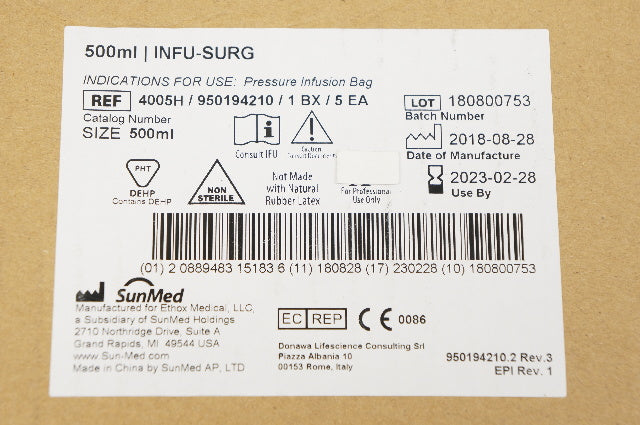 500ml | INFU-SURG
INDICATIONS FOR USE: Pressure Infusion Bag
REF 4005H / 950194210 / 1 BX / 5 EA
LOT 180800753
Catalog Number
Batch Number
SIZE 500ml
Consult IFU
Caution
Consult Documents
2018-08-28
Date of Manufacture
PHT
DEHP
Contains DEHP
NON
STERILE
Not Made
with Natural
Rubber Latex
For Professional
Use Only
2023-02-28
Use By
(01) 2 0889483 15183 6 (11) 180828 (17) 230228 (10) 180800753
SunMed
Manufactured for Ethox Medical, LLC,
a Subsidiary of SunMed Holdings
2710 Northridge Drive, Suite A
Grand Rapids, MI, 49544 USA
www.Sun-Med.com
Made in China by SunMed AP, LTD
EC REP CE 0086
Donawa Lifescience Consulting Srl
Piazza Albania 10
00153 Rome, Italy
950194210.2 Rev.3
EPI Rev. 1